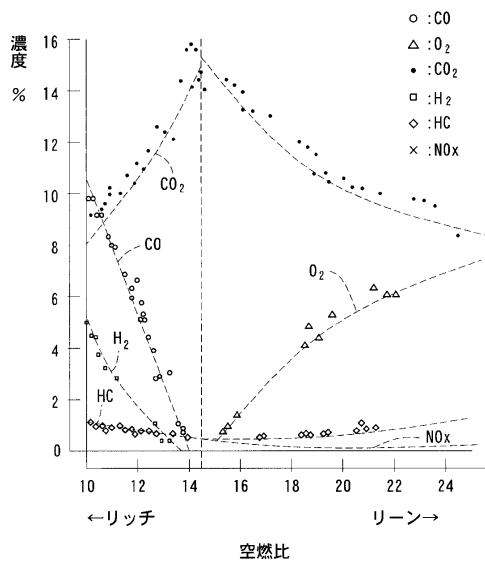 濃度 %
○ :CO
△ :O₂
• :CO₂
□ :H₂
◇ :HC
× :NOx
16
14
12
10
8
6
4
2
0
CO₂
CO
O₂
H₂
HC
NOx
10 12 14 16 18 20 22 24
←リッチ リーン→
空燃比